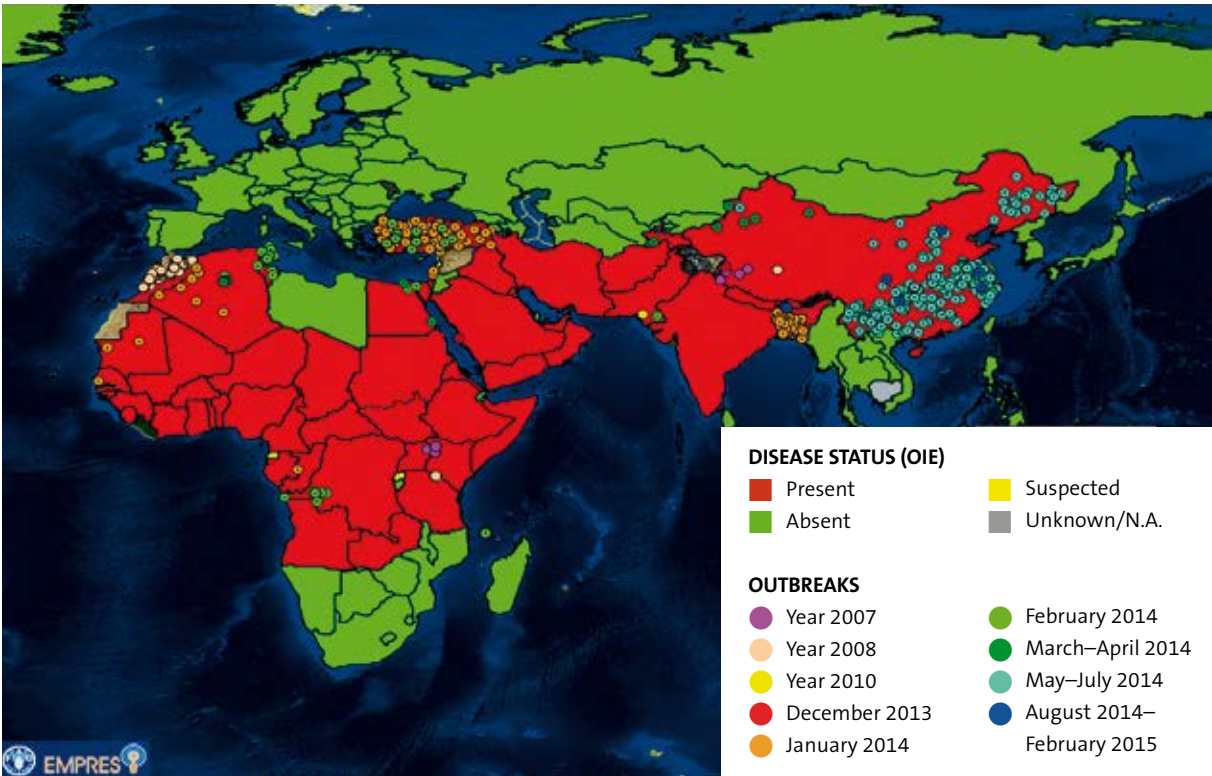 DISEASE STATUS (OIE)
Present
Absent
Suspected
Unknown/N.A.
OUTBREAKS
Year 2007
Year 2008
Year 2010
December 2013
January 2014
February 2014
March–April 2014
May–July 2014
August 2014–
February 2015
EMPRES